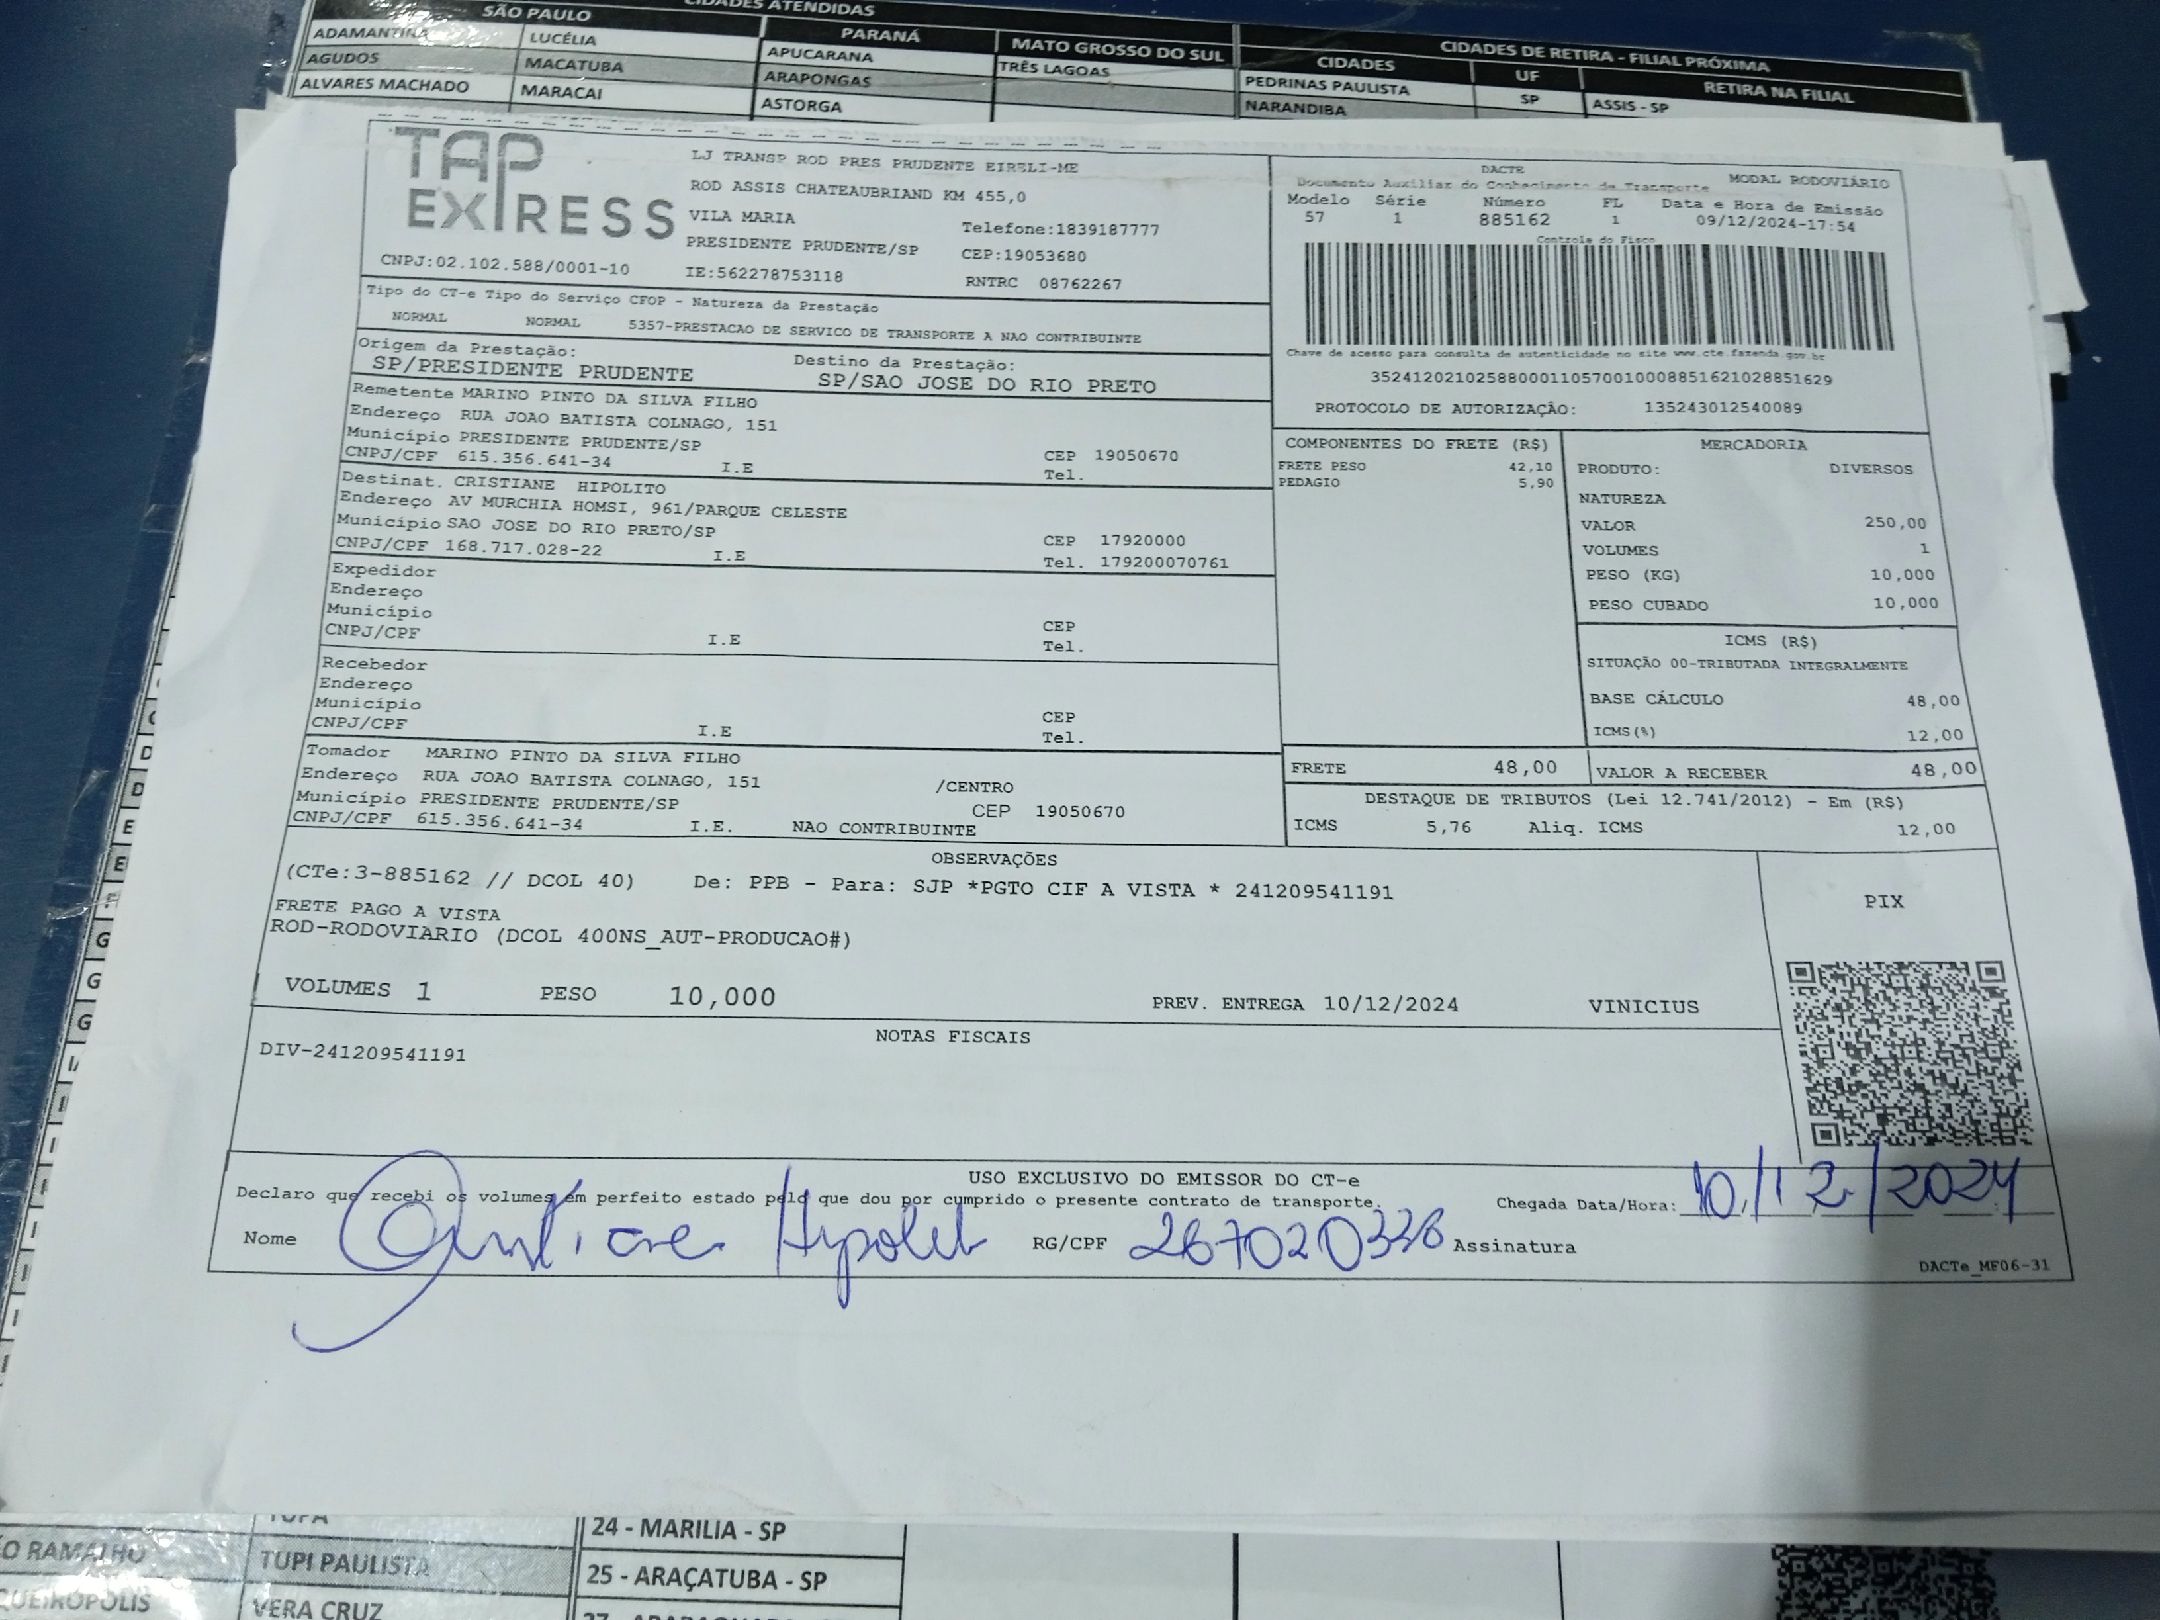 CIDADES ATENDIDAS
SÃO PAULO PARANÁ MATO GROSSO DO SUL
ADAMANTINA LUCÉLIA APUCARANA TRÊS LAGOAS
AGUDOS MACATUBA ARAPONGAS
ALVARES MACHADO MARACAI ASTORGA
CIDADES DE RETIRA - FILIAL PRÓXIMA
CIDADES UF RETIRA NA FILIAL
PEDRINAS PAULISTA SP ASSIS - SP
NARANDIBA
TAP EXPRESS
LJ TRANSP ROD PRES PRUDENTE EIRELI-ME
ROD ASSIS CHATEAUBRIAND KM 455,0
VILA MARIA Telefone:1839187777
PRESIDENTE PRUDENTE/SP CEP:19053680
CNPJ:02.102.588/0001-10 IE:562278753118 RNTRC 08762267
DACTE
Documento Auxiliar do Conhecimento de Transporte MODAL RODOVIÁRIO
Modelo Série Número FL Data e Hora de Emissão
57 1 885162 1 09/12/2024-17:54
Controle do Fisco
Chave de acesso para consulta de autenticidade no site www.cte.fazenda.gov.br
35241202102588000110570010008851621028851629
PROTOCOLO DE AUTORIZAÇÃO: 135243012540089
Tipo do CT-e Tipo do Serviço CFOP - Natureza da Prestação
NORMAL NORMAL 5357-PRESTACAO DE SERVICO DE TRANSPORTE A NAO CONTRIBUINTE
Origem da Prestação: Destino da Prestação:
SP/PRESIDENTE PRUDENTE SP/SAO JOSE DO RIO PRETO
Remetente MARINO PINTO DA SILVA FILHO
Endereço RUA JOAO BATISTA COLNAGO, 151
Município PRESIDENTE PRUDENTE/SP CEP 19050670
CNPJ/CPF 615.356.641-34 I.E Tel.
Destinat. CRISTIANE HIPOLITO
Endereço AV MURCHIA HOMSI, 961/PARQUE CELESTE
Município SAO JOSE DO RIO PRETO/SP CEP 17920000
CNPJ/CPF 168.717.028-22 I.E Tel. 179200070761
Expedidor
Endereço
Município CEP
CNPJ/CPF I.E Tel.
Recebedor
Endereço
Município CEP
CNPJ/CPF I.E Tel.
Tomador MARINO PINTO DA SILVA FILHO
Endereço RUA JOAO BATISTA COLNAGO, 151 /CENTRO
Município PRESIDENTE PRUDENTE/SP CEP 19050670
CNPJ/CPF 615.356.641-34 I.E. NAO CONTRIBUINTE
COMPONENTES DO FRETE (R$)
FRETE PESO 42,10
PEDAGIO 5,90
MERCADORIA
PRODUTO: DIVERSOS
NATUREZA
VALOR 250,00
VOLUMES 1
PESO (KG) 10,000
PESO CUBADO 10,000
ICMS (R$)
SITUAÇÃO 00-TRIBUTADA INTEGRALMENTE
BASE CÁLCULO 48,00
ICMS(%) 12,00
FRETE 48,00 VALOR A RECEBER 48,00
DESTAQUE DE TRIBUTOS (Lei 12.741/2012) - Em (R$)
ICMS 5,76 Aliq. ICMS 12,00
OBSERVAÇÕES
(CTe:3-885162 // DCOL 40) De: PPB - Para: SJP *PGTO CIF A VISTA * 241209541191
FRETE PAGO A VISTA
ROD-RODOVIARIO (DCOL 400NS_AUT-PRODUCAO#)
PIX
VOLUMES 1 PESO 10,000 PREV. ENTREGA 10/12/2024 VINICIUS
NOTAS FISCAIS
DIV-241209541191
USO EXCLUSIVO DO EMISSOR DO CT-e
Declaro que recebi os volumes em perfeito estado pelo que dou por cumprido o presente contrato de transporte. Chegada Data/Hora: 10/12/2024
Nome Cristiane Hipolito RG/CPF 267020338 Assinatura
DACTe_MF06-31
TUPA 24 - MARILIA - SP
RAMALHO TUPI PAULISTA 25 - ARAÇATUBA - SP
VERA CRUZ